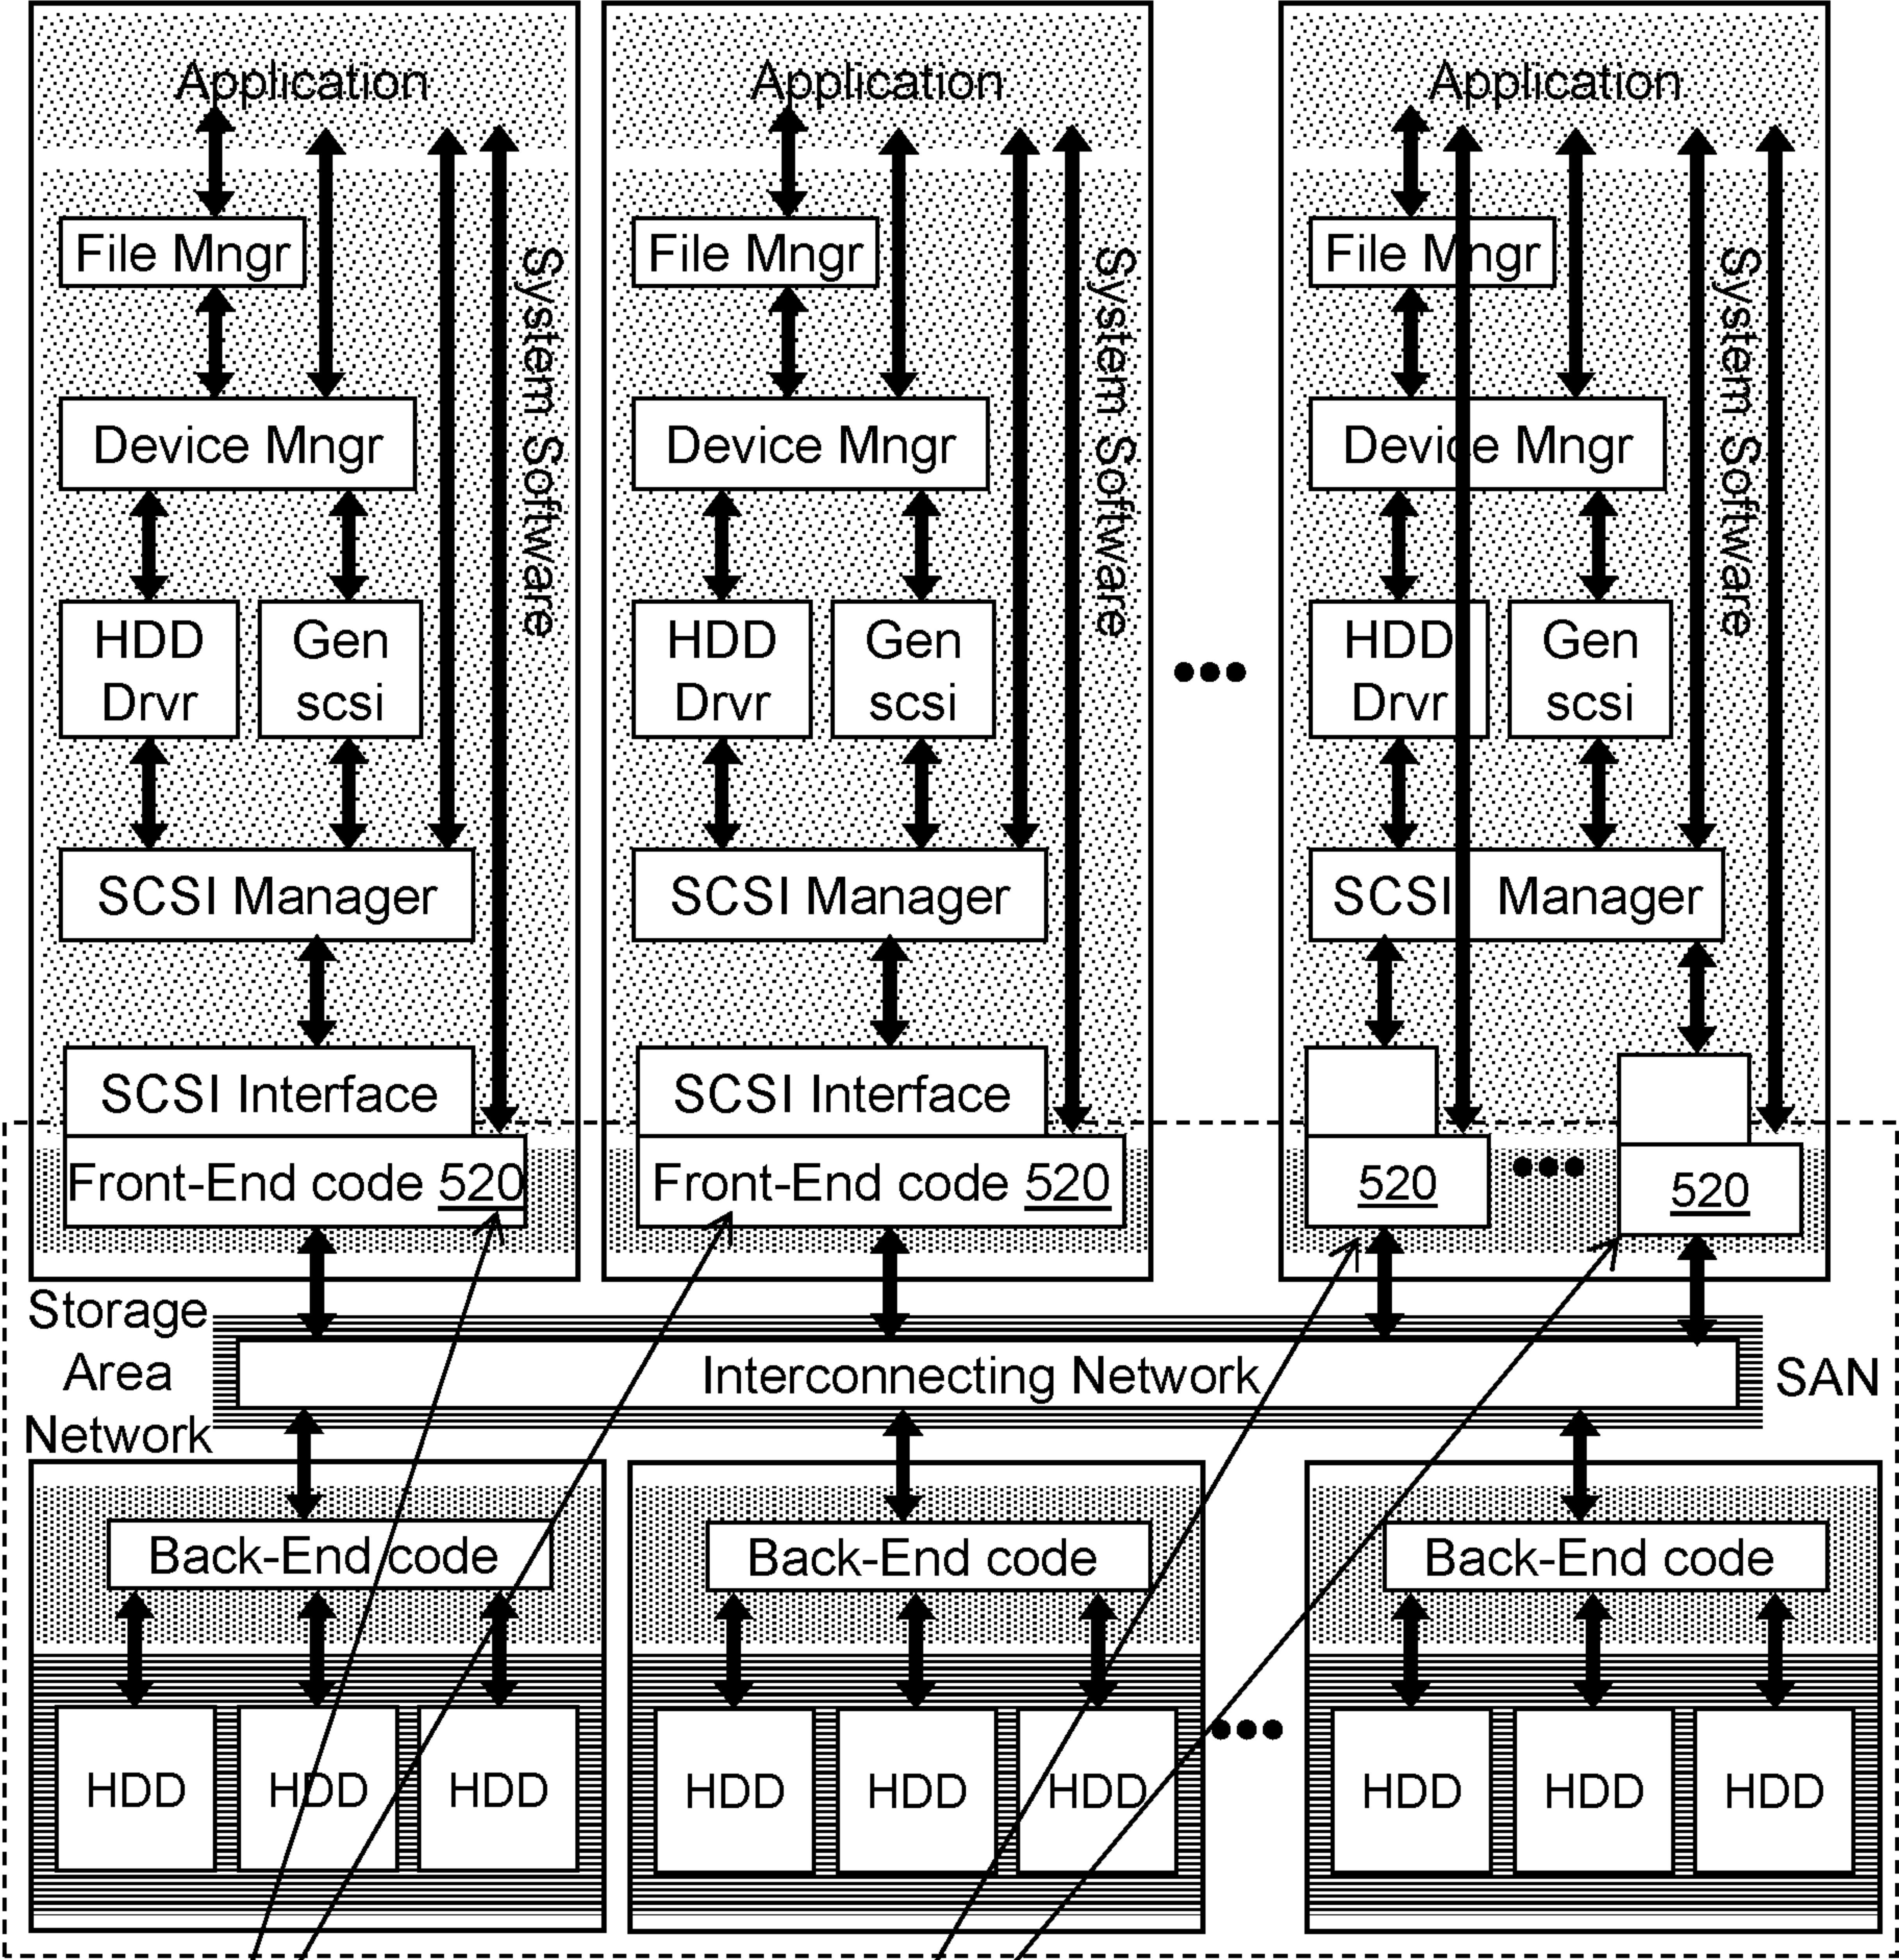 Application
File Mngr
System Software
Device Mngr
HDD
Drvr
Gen
scsi
SCSI Manager
SCSI Interface
Front-End code 520
Application
File Mngr
System Software
Device Mngr
HDD
Drvr
Gen
scsi
SCSI Manager
SCSI Interface
Front-End code 520
Application
File Mngr
System Software
Device Mngr
HDD
Drvr
Gen
scsi
SCSI Manager
520
520
Storage
Area
Network
Interconnecting Network
SAN
Back-End code
HDD
HDD
HDD
Back-End code
HDD
HDD
HDD
Back-End code
HDD
HDD
HDD